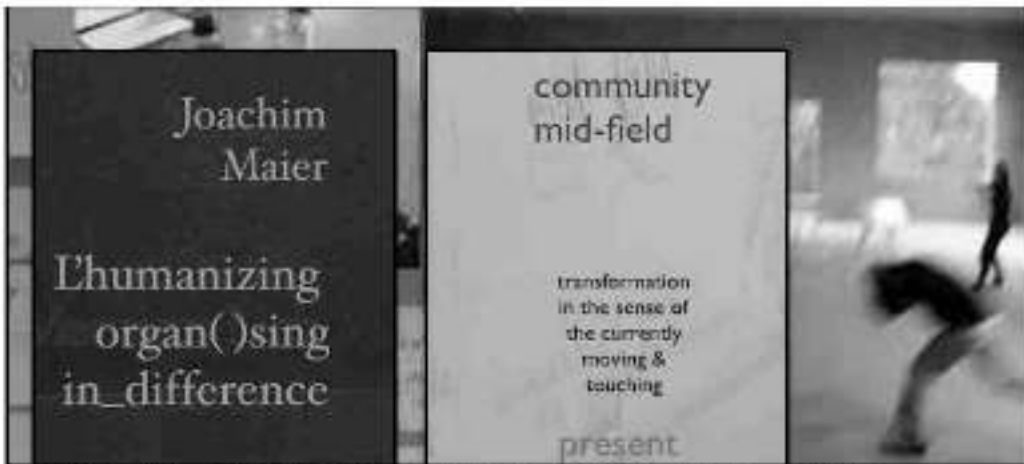 Joachim
Maier
L'humanizing
organ( )sing
in_difference
community
mid-field
transformation
in the sense of
the currently
moving &
touching
present